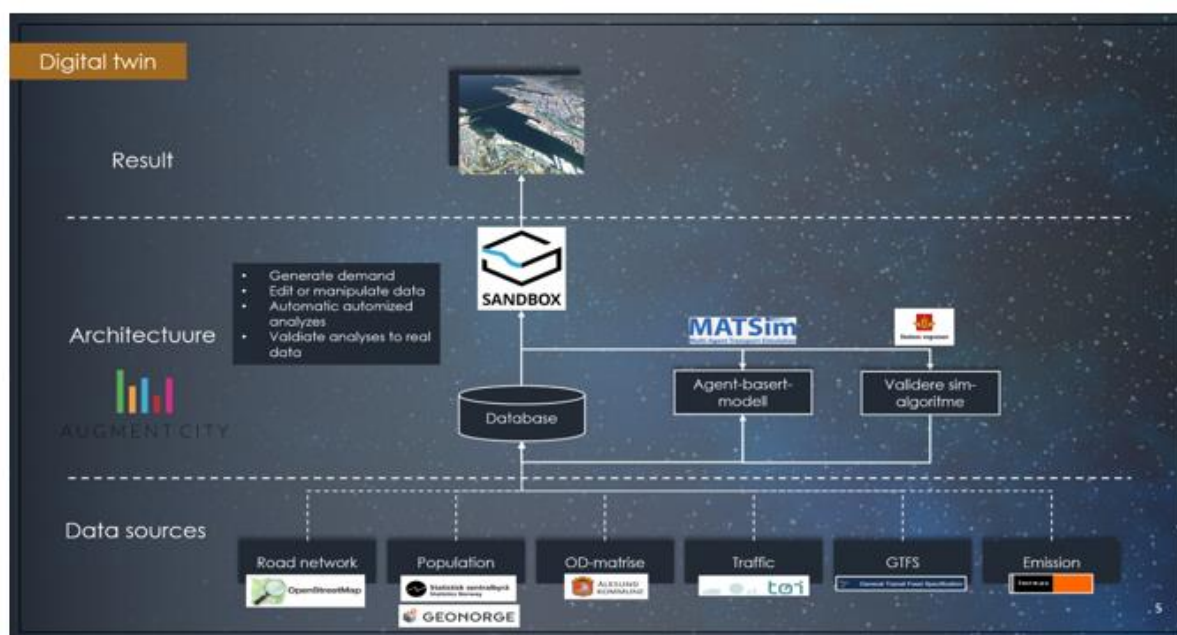 Digital twin
Result
SANDBOX
• Generate demand
• Edit or manipulate data
• Automatic automized
analyzes
• Valdiate analyses to real
data
Architectuure
AUGMENT CITY
MATSim
Multi-Agent Transport Simulation
Statens vegvesen
Database
Agent-basert-
modell
Validere sim-
algoritme
Data sources
Road network
OpenStreetMap
Population
Statistisk sentralbyrå
Statistics Norway
GEONORGE
OD-matrise
ÅLESUND
KOMMUNE
Traffic
tøi
GTFS
General Transit Feed Specification
Emission
5